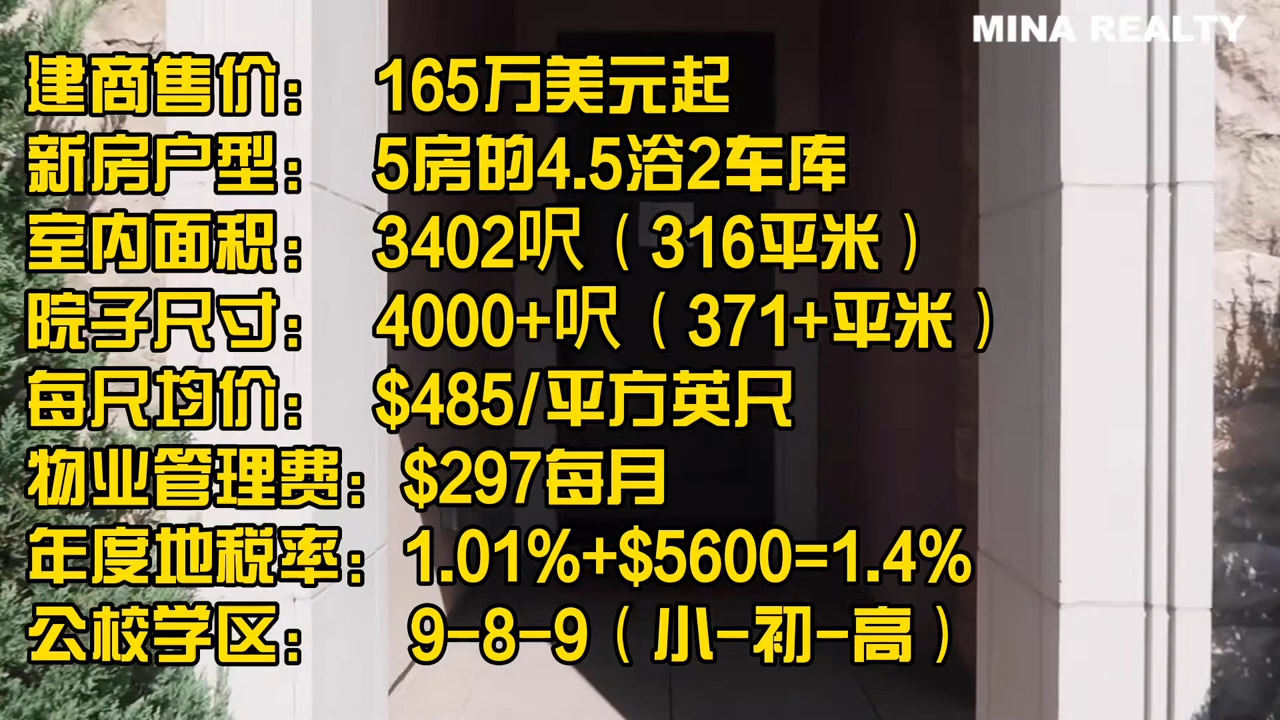 MINA REALTY
建商售价： 165万美元起
新房户型： 5房的4.5浴2车库
室内面积： 3402呎（316平米）
院子尺寸： 4000+呎（371+平米）
每尺均价： $485/平方英尺
物业管理费： $297每月
年度地税率： 1.01%+$5600=1.4%
公校学区： 9-8-9（小-初-高）